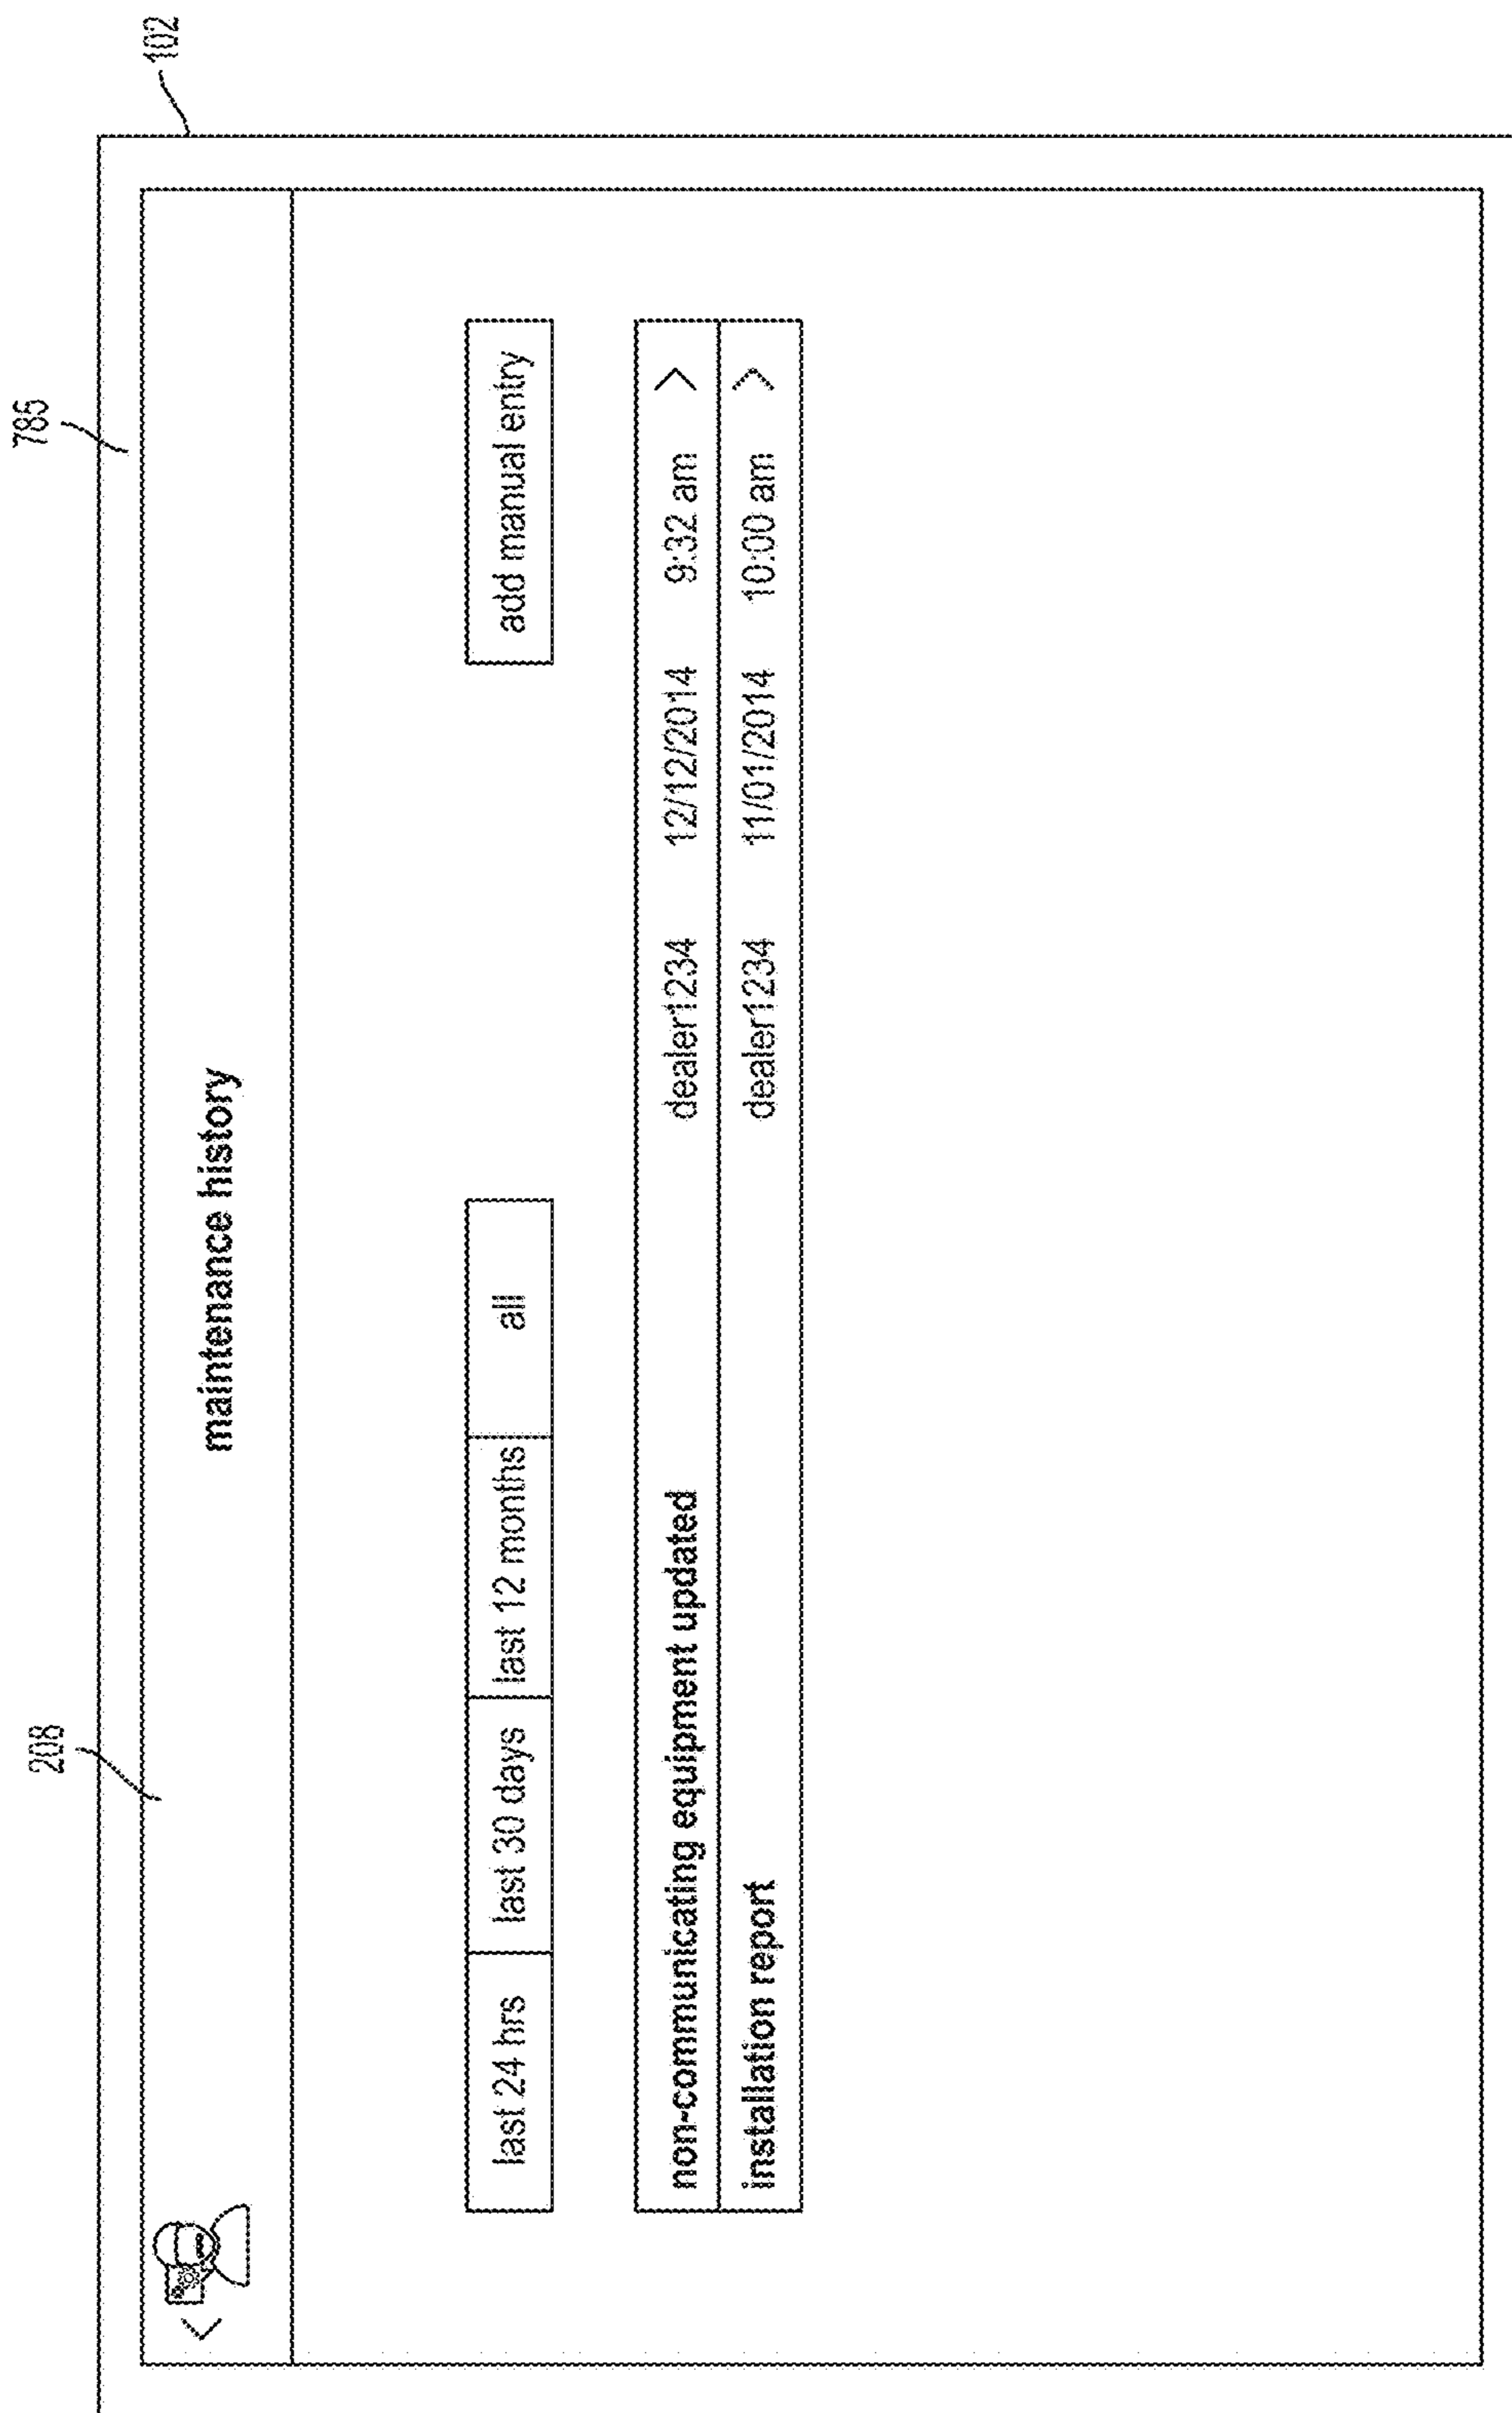 102
785
208
maintenance history
last 24 hrs last 30 days last 12 months all add manual entry
non-communicating equipment updated dealer1234 12/12/2014 9:32 am >
installation report dealer1234 11/01/2014 10:00 am >